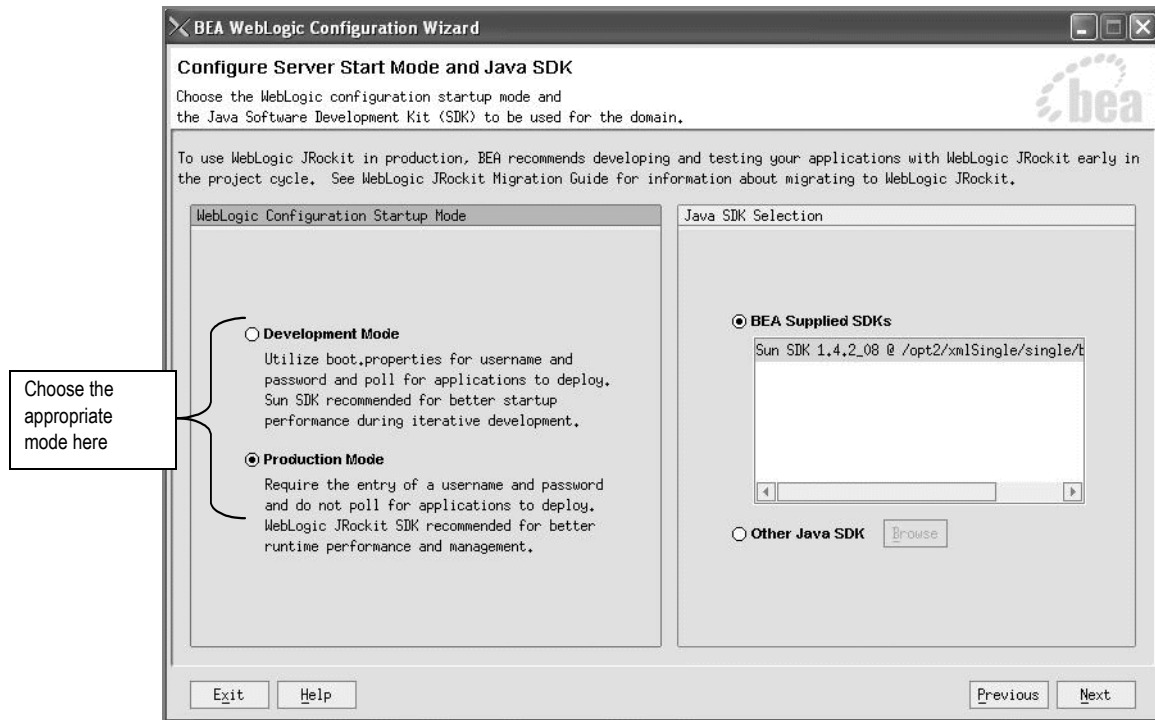 BEA WebLogic Configuration Wizard
Configure Server Start Mode and Java SDK
Choose the WebLogic configuration startup mode and
the Java Software Development Kit (SDK) to be used for the domain.
bea
To use WebLogic JRockit in production, BEA recommends developing and testing your applications with WebLogic JRockit early in
the project cycle. See WebLogic JRockit Migration Guide for information about migrating to WebLogic JRockit.
WebLogic Configuration Startup Mode
Development Mode
Utilize boot.properties for username and
password and poll for applications to deploy.
Sun SDK recommended for better startup
performance during iterative development.
Choose the
appropriate
mode here
Production Mode
Require the entry of a username and password
and do not poll for applications to deploy.
WebLogic JRockit SDK recommended for better
runtime performance and management.
Java SDK Selection
BEA Supplied SDKs
Sun SDK 1.4.2_08 @ /opt2/xmlSingle/single/b
Other Java SDK
Browse
Exit
Help
Previous
Next